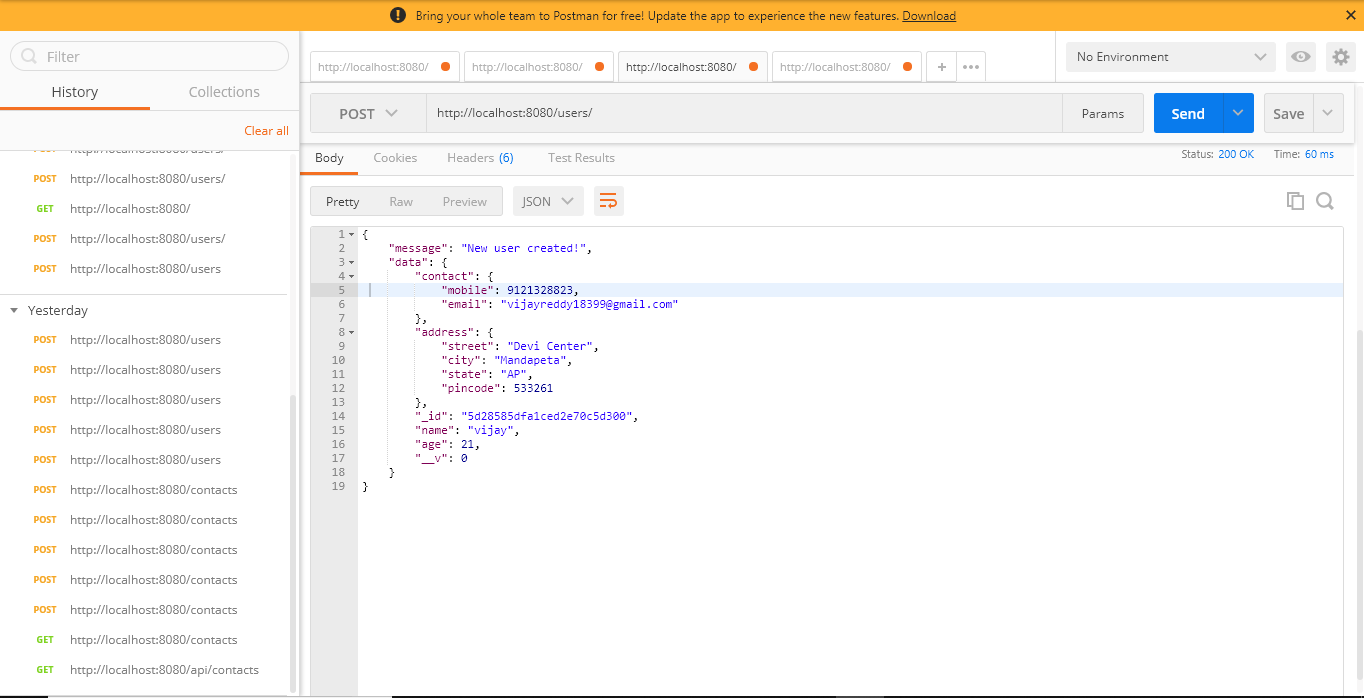 Bring your whole team to Postman for free! Update the app to experience the new features. Download
Filter
History Collections
Clear all
POST http://localhost:8080/users/
POST http://localhost:8080/users/
GET http://localhost:8080/
POST http://localhost:8080/users/
POST http://localhost:8080/users
Yesterday
POST http://localhost:8080/users
POST http://localhost:8080/users
POST http://localhost:8080/users
POST http://localhost:8080/users
POST http://localhost:8080/users
POST http://localhost:8080/contacts
POST http://localhost:8080/contacts
POST http://localhost:8080/contacts
POST http://localhost:8080/contacts
POST http://localhost:8080/contacts
GET http://localhost:8080/contacts
GET http://localhost:8080/api/contacts
http://localhost:8080/ http://localhost:8080/ http://localhost:8080/ http://localhost:8080/ + •••
No Environment
POST http://localhost:8080/users/ Params Send Save
Body Cookies Headers (6) Test Results Status: 200 OK Time: 60 ms
Pretty Raw Preview JSON
1 {
2 "message": "New user created!",
3 "data": {
4 "contact": {
5 "mobile": 9121328823,
6 "email": "vijayreddy18399@gmail.com"
7 },
8 "address": {
9 "street": "Devi Center",
10 "city": "Mandapeta",
11 "state": "AP",
12 "pincode": 533261
13 },
14 "_id": "5d28585dfa1ced2e70c5d300",
15 "name": "vijay",
16 "age": 21,
17 "__v": 0
18 }
19 }